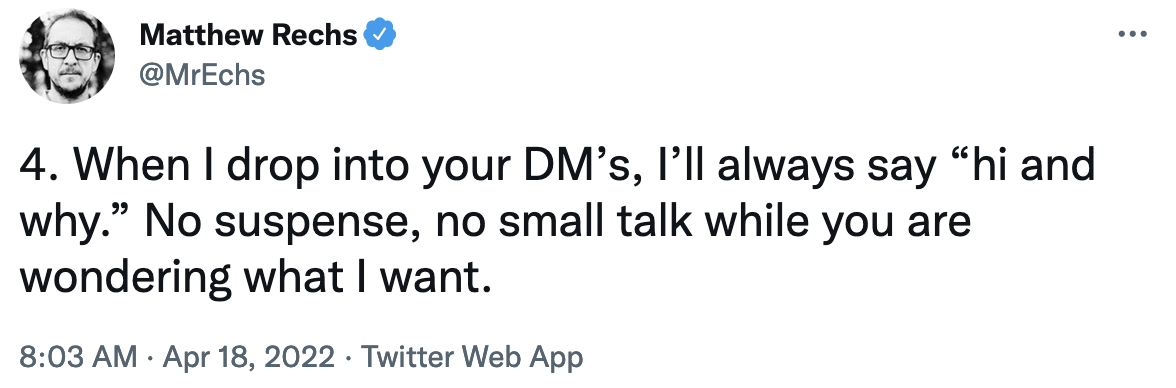 Matthew Rechs
@MrEchs
4. When I drop into your DM’s, I’ll always say “hi and
why.” No suspense, no small talk while you are
wondering what I want.
8:03 AM · Apr 18, 2022 · Twitter Web App